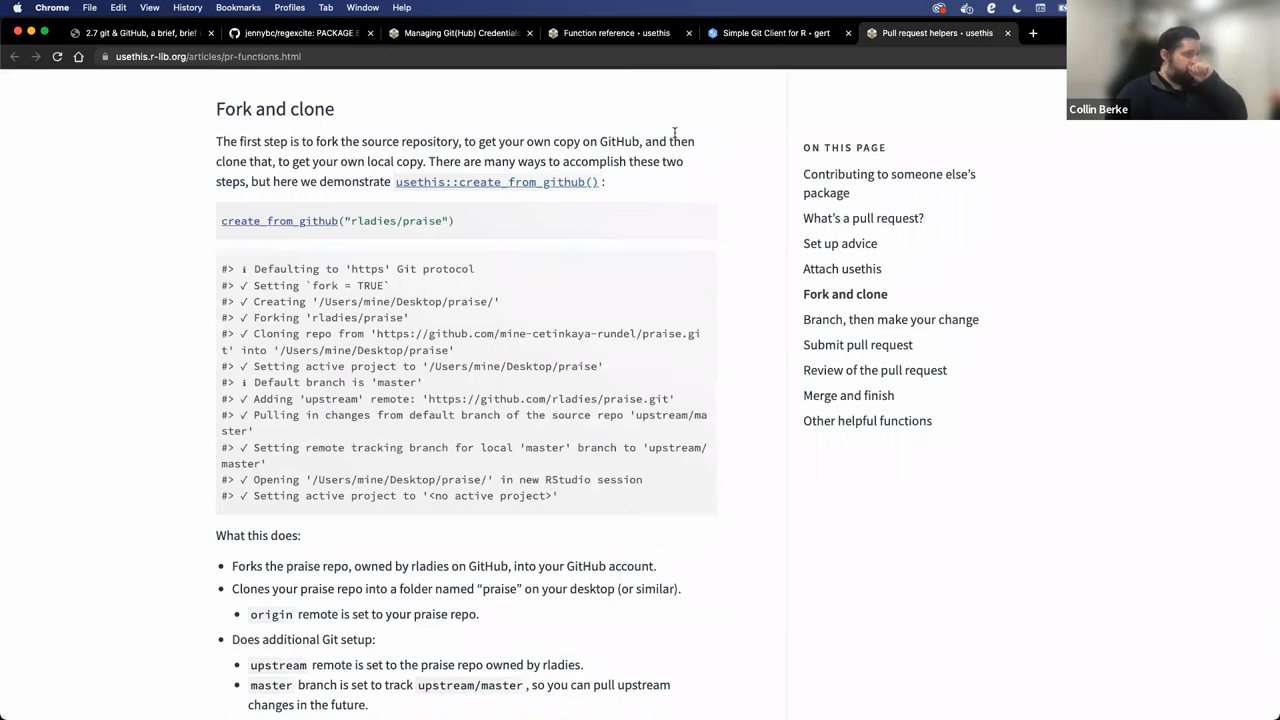 Chrome File Edit View History Bookmarks Profiles Tab Window Help
2.7 git & GitHub, a brief, brief i
jennybc/regexcite: PACKAGE E
Managing Git(Hub) Credentials
Function reference • usethis
Simple Git Client for R • gert
Pull request helpers • usethis
usethis.r-lib.org/articles/pr-functions.html
Collin Berke
Fork and clone
The first step is to fork the source repository, to get your own copy on GitHub, and then
clone that, to get your own local copy. There are many ways to accomplish these two
steps, but here we demonstrate usethis::create_from_github() :
create_from_github("rladies/praise")
#> ℹ Defaulting to 'https' Git protocol
#> ✓ Setting `fork = TRUE`
#> ✓ Creating '/Users/mine/Desktop/praise/'
#> ✓ Forking 'rladies/praise'
#> ✓ Cloning repo from 'https://github.com/mine-cetinkaya-rundel/praise.gi
t' into '/Users/mine/Desktop/praise'
#> ✓ Setting active project to '/Users/mine/Desktop/praise'
#> ℹ Default branch is 'master'
#> ✓ Adding 'upstream' remote: 'https://github.com/rladies/praise.git'
#> ✓ Pulling in changes from default branch of the source repo 'upstream/ma
ster'
#> ✓ Setting remote tracking branch for local 'master' branch to 'upstream/
master'
#> ✓ Opening '/Users/mine/Desktop/praise/' in new RStudio session
#> ✓ Setting active project to '<no active project>'
What this does:
• Forks the praise repo, owned by rladies on GitHub, into your GitHub account.
• Clones your praise repo into a folder named “praise” on your desktop (or similar).
• origin remote is set to your praise repo.
• Does additional Git setup:
• upstream remote is set to the praise repo owned by rladies.
• master branch is set to track upstream/master , so you can pull upstream
changes in the future.
ON THIS PAGE
Contributing to someone else’s
package
What’s a pull request?
Set up advice
Attach usethis
Fork and clone
Branch, then make your change
Submit pull request
Review of the pull request
Merge and finish
Other helpful functions